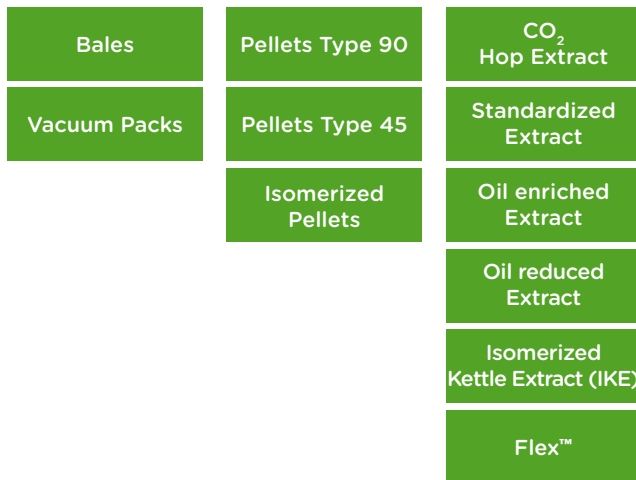 Bales
Vacuum Packs
Pellets Type 90
Pellets Type 45
Isomerized
Pellets
CO₂
Hop Extract
Standardized
Extract
Oil enriched
Extract
Oil reduced
Extract
Isomerized
Kettle Extract (IKE)
Flex™